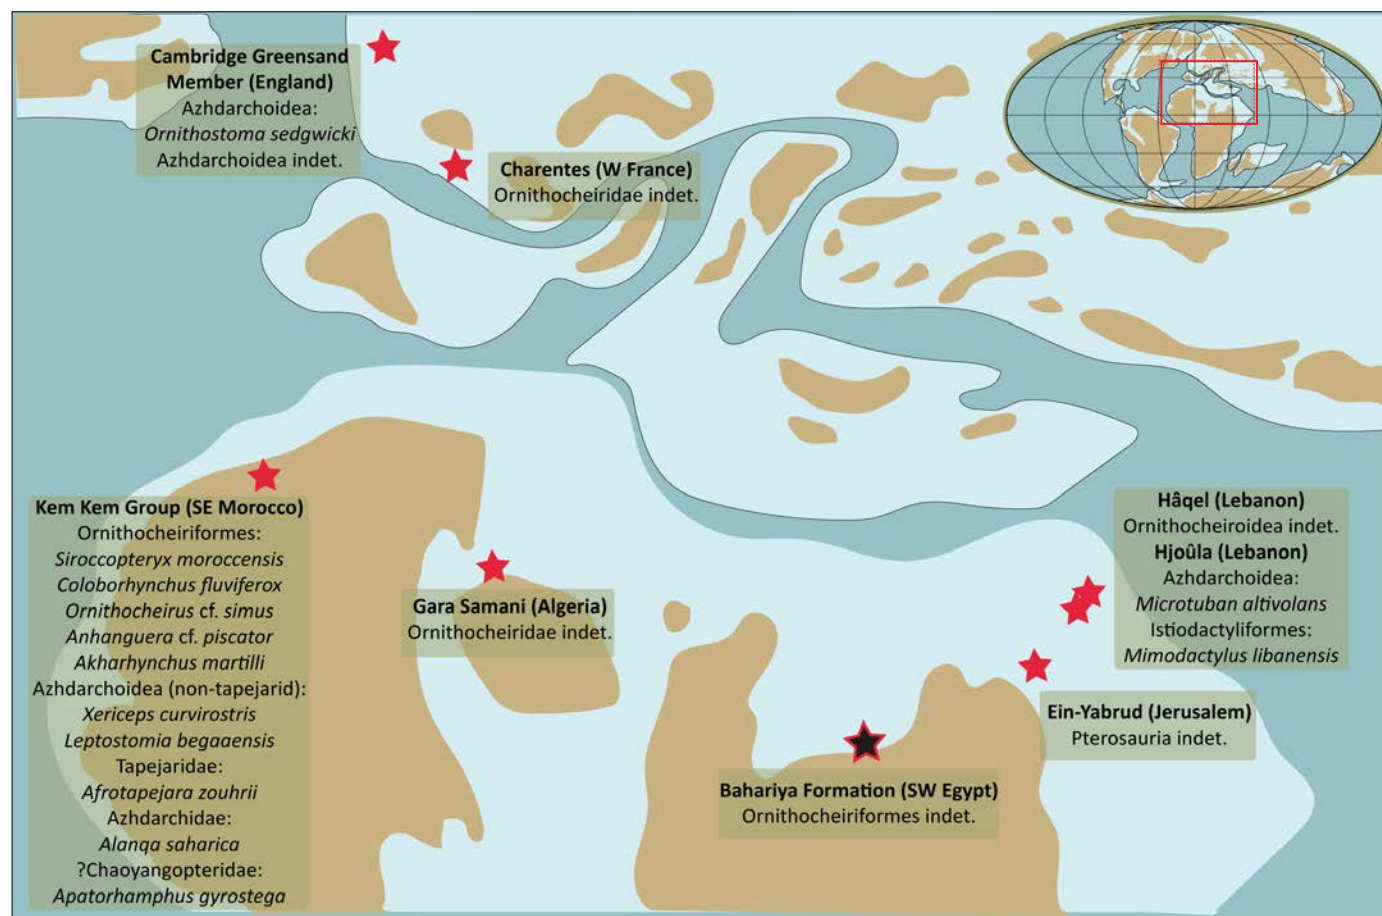 Cambridge Greensand
Member (England)
Azhdarchoidea:
Ornithostoma sedgwicki
Azhdarchoidea indet.
Charentes (W France)
Ornithocheiridae indet.
Kem Kem Group (SE Morocco)
Ornithocheiriformes:
Siroccopteryx moroccensis
Coloborhynchus fluviferox
Ornithocheirus cf. simus
Anhanguera cf. piscator
Akharhynchus martilli
Azhdarchoidea (non-tapejarid):
Xericeps curvirostris
Leptostomia begaaensis
Tapejaridae:
Afrotapejara zouhrii
Azhdarchidae:
Alanqa saharica
?Chaoyangopteridae:
Apatorhamphus gyrostega
Gara Samani (Algeria)
Ornithocheiridae indet.
Hâqel (Lebanon)
Ornithocheiroidea indet.
Hjoûla (Lebanon)
Azhdarchoidea:
Microtuban altivolans
Istiodactyliformes:
Mimodactylus libanensis
Ein-Yabrud (Jerusalem)
Pterosauria indet.
Bahariya Formation (SW Egypt)
Ornithocheiriformes indet.